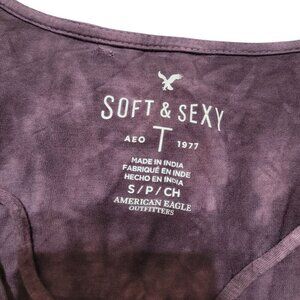 SOFT & SEXY
AEO T 1977
MADE IN INDIA
FABRIQUÉ EN INDE
HECHO EN INDIA
S/P/CH
AMERICAN EAGLE
OUTFITTERS